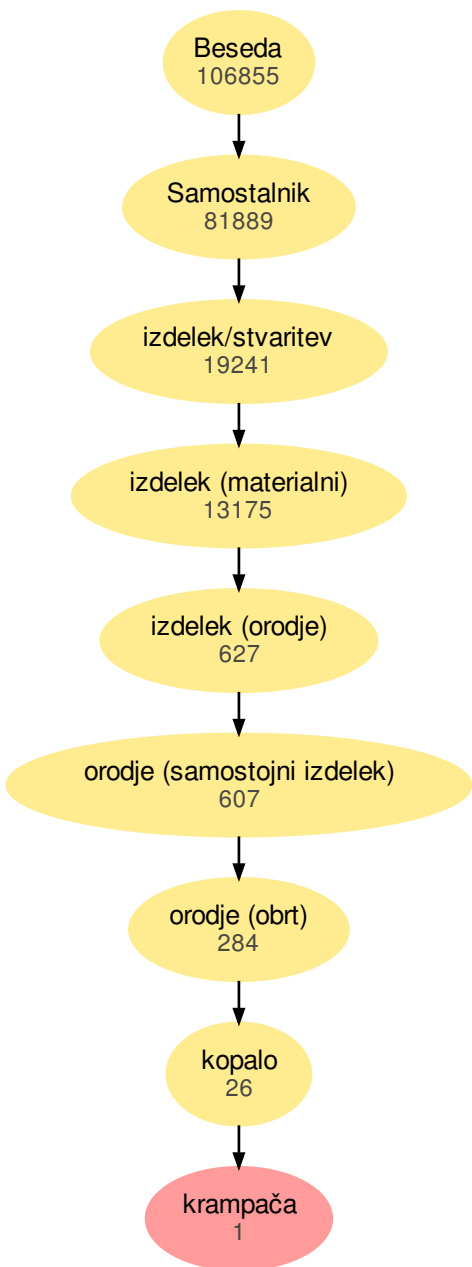 Beseda
106855
Samostalnik
81889
izdelek/stvaritev
19241
izdelek (materialni)
13175
izdelek (orodje)
627
orodje (samostojni izdelek)
607
orodje (obrt)
284
kopalo
26
krampača
1